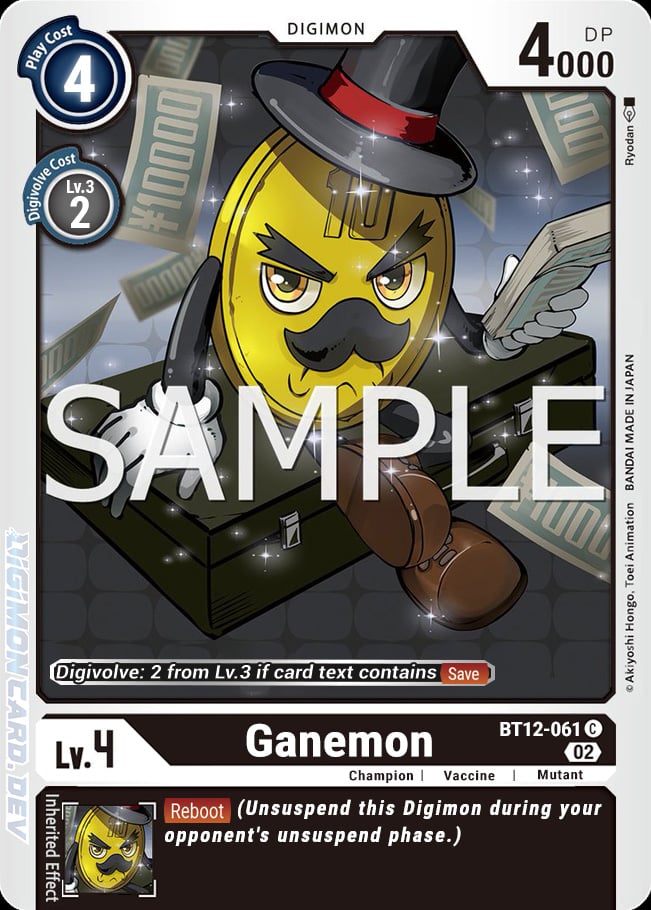 DIGIMON
Play Cost
4
DP
4000
Digivolve Cost
Lv.3
2
Ryodan
10
¥10000
SAMPLE
© Akiyoshi Hongo, Toei Animation BANDAI MADE IN JAPAN
DIGIMONCARD.DEV
Digivolve: 2 from Lv.3 if card text contains Save
Lv.4
Ganemon
BT12-061 C
02
Champion | Vaccine | Mutant
Inherited Effect
Reboot (Unsuspend this Digimon during your
opponent's unsuspend phase.)